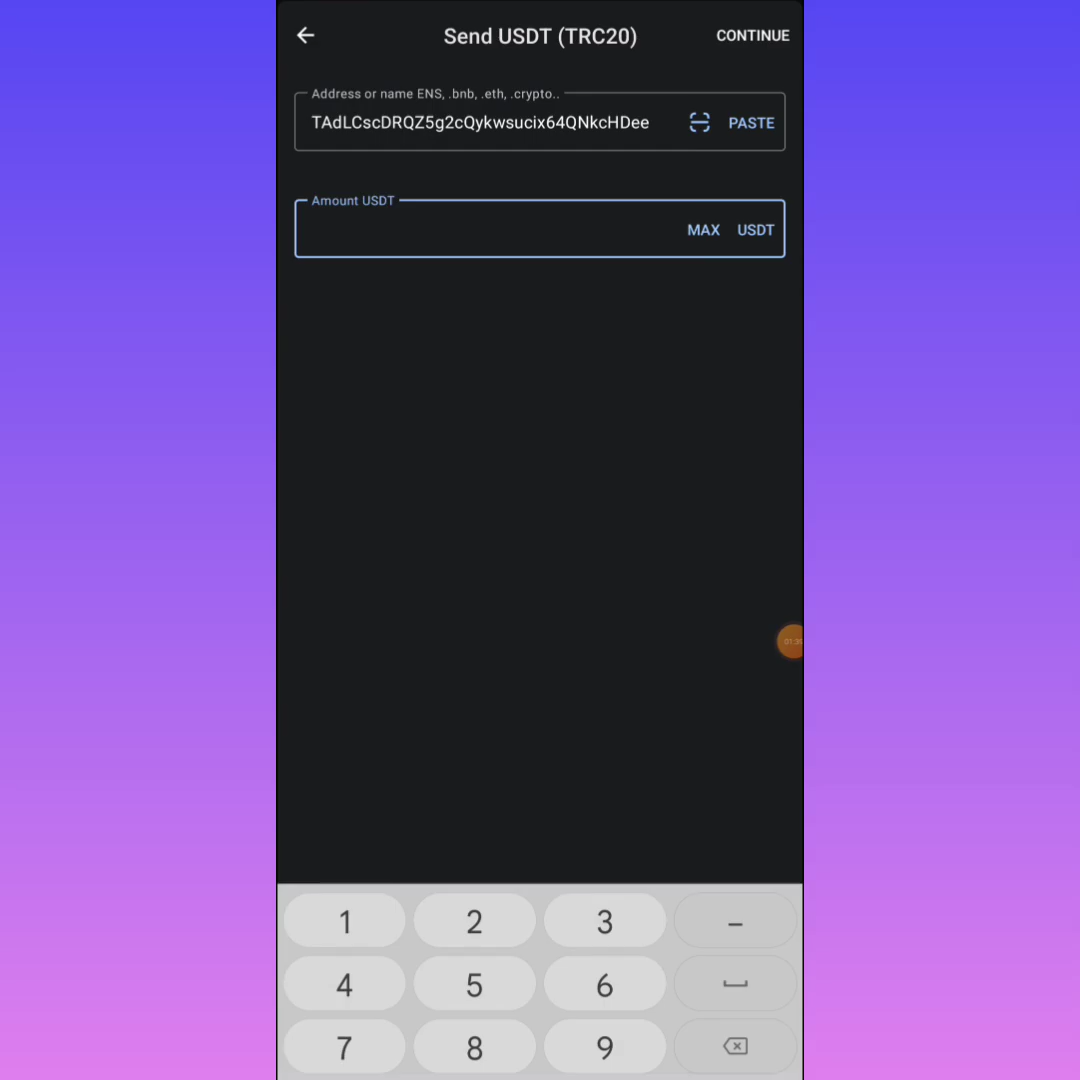 Send USDT (TRC20)
CONTINUE
Address or name ENS, .bnb, .eth, .crypto..
TAdLCscDRQZ5g2cQykwsucix64QNkcHDee
PASTE
Amount USDT
MAX USDT
1 2 3 –
4 5 6
7 8 9